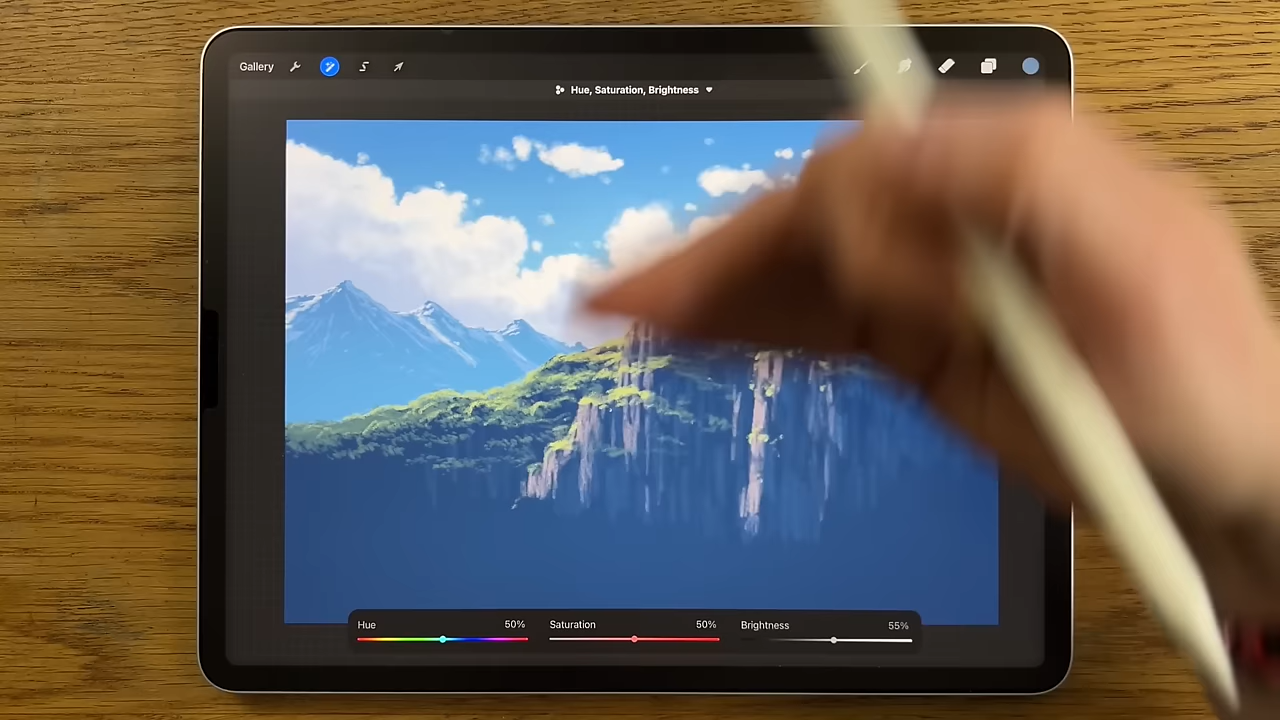 Gallery
Hue, Saturation, Brightness
Hue 50% Saturation 50% Brightness 55%